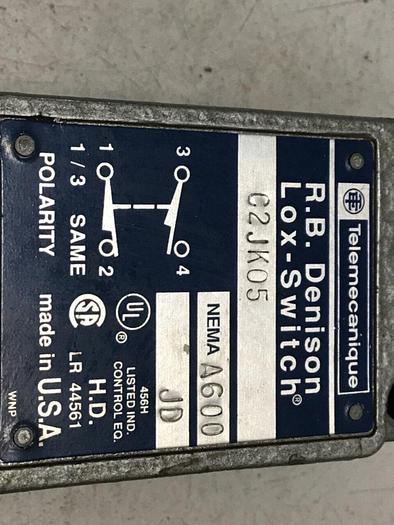 Telemecanique
R.B. Denison
Lox-Switch®
C2JK05
NEMA A600
JD
3 4
1 2
1/3 SAME
POLARITY
UL®
456H
LISTED IND.
CONTROL EQ.
SA
H.D.
LR 44561
made in U.S.A
WNP